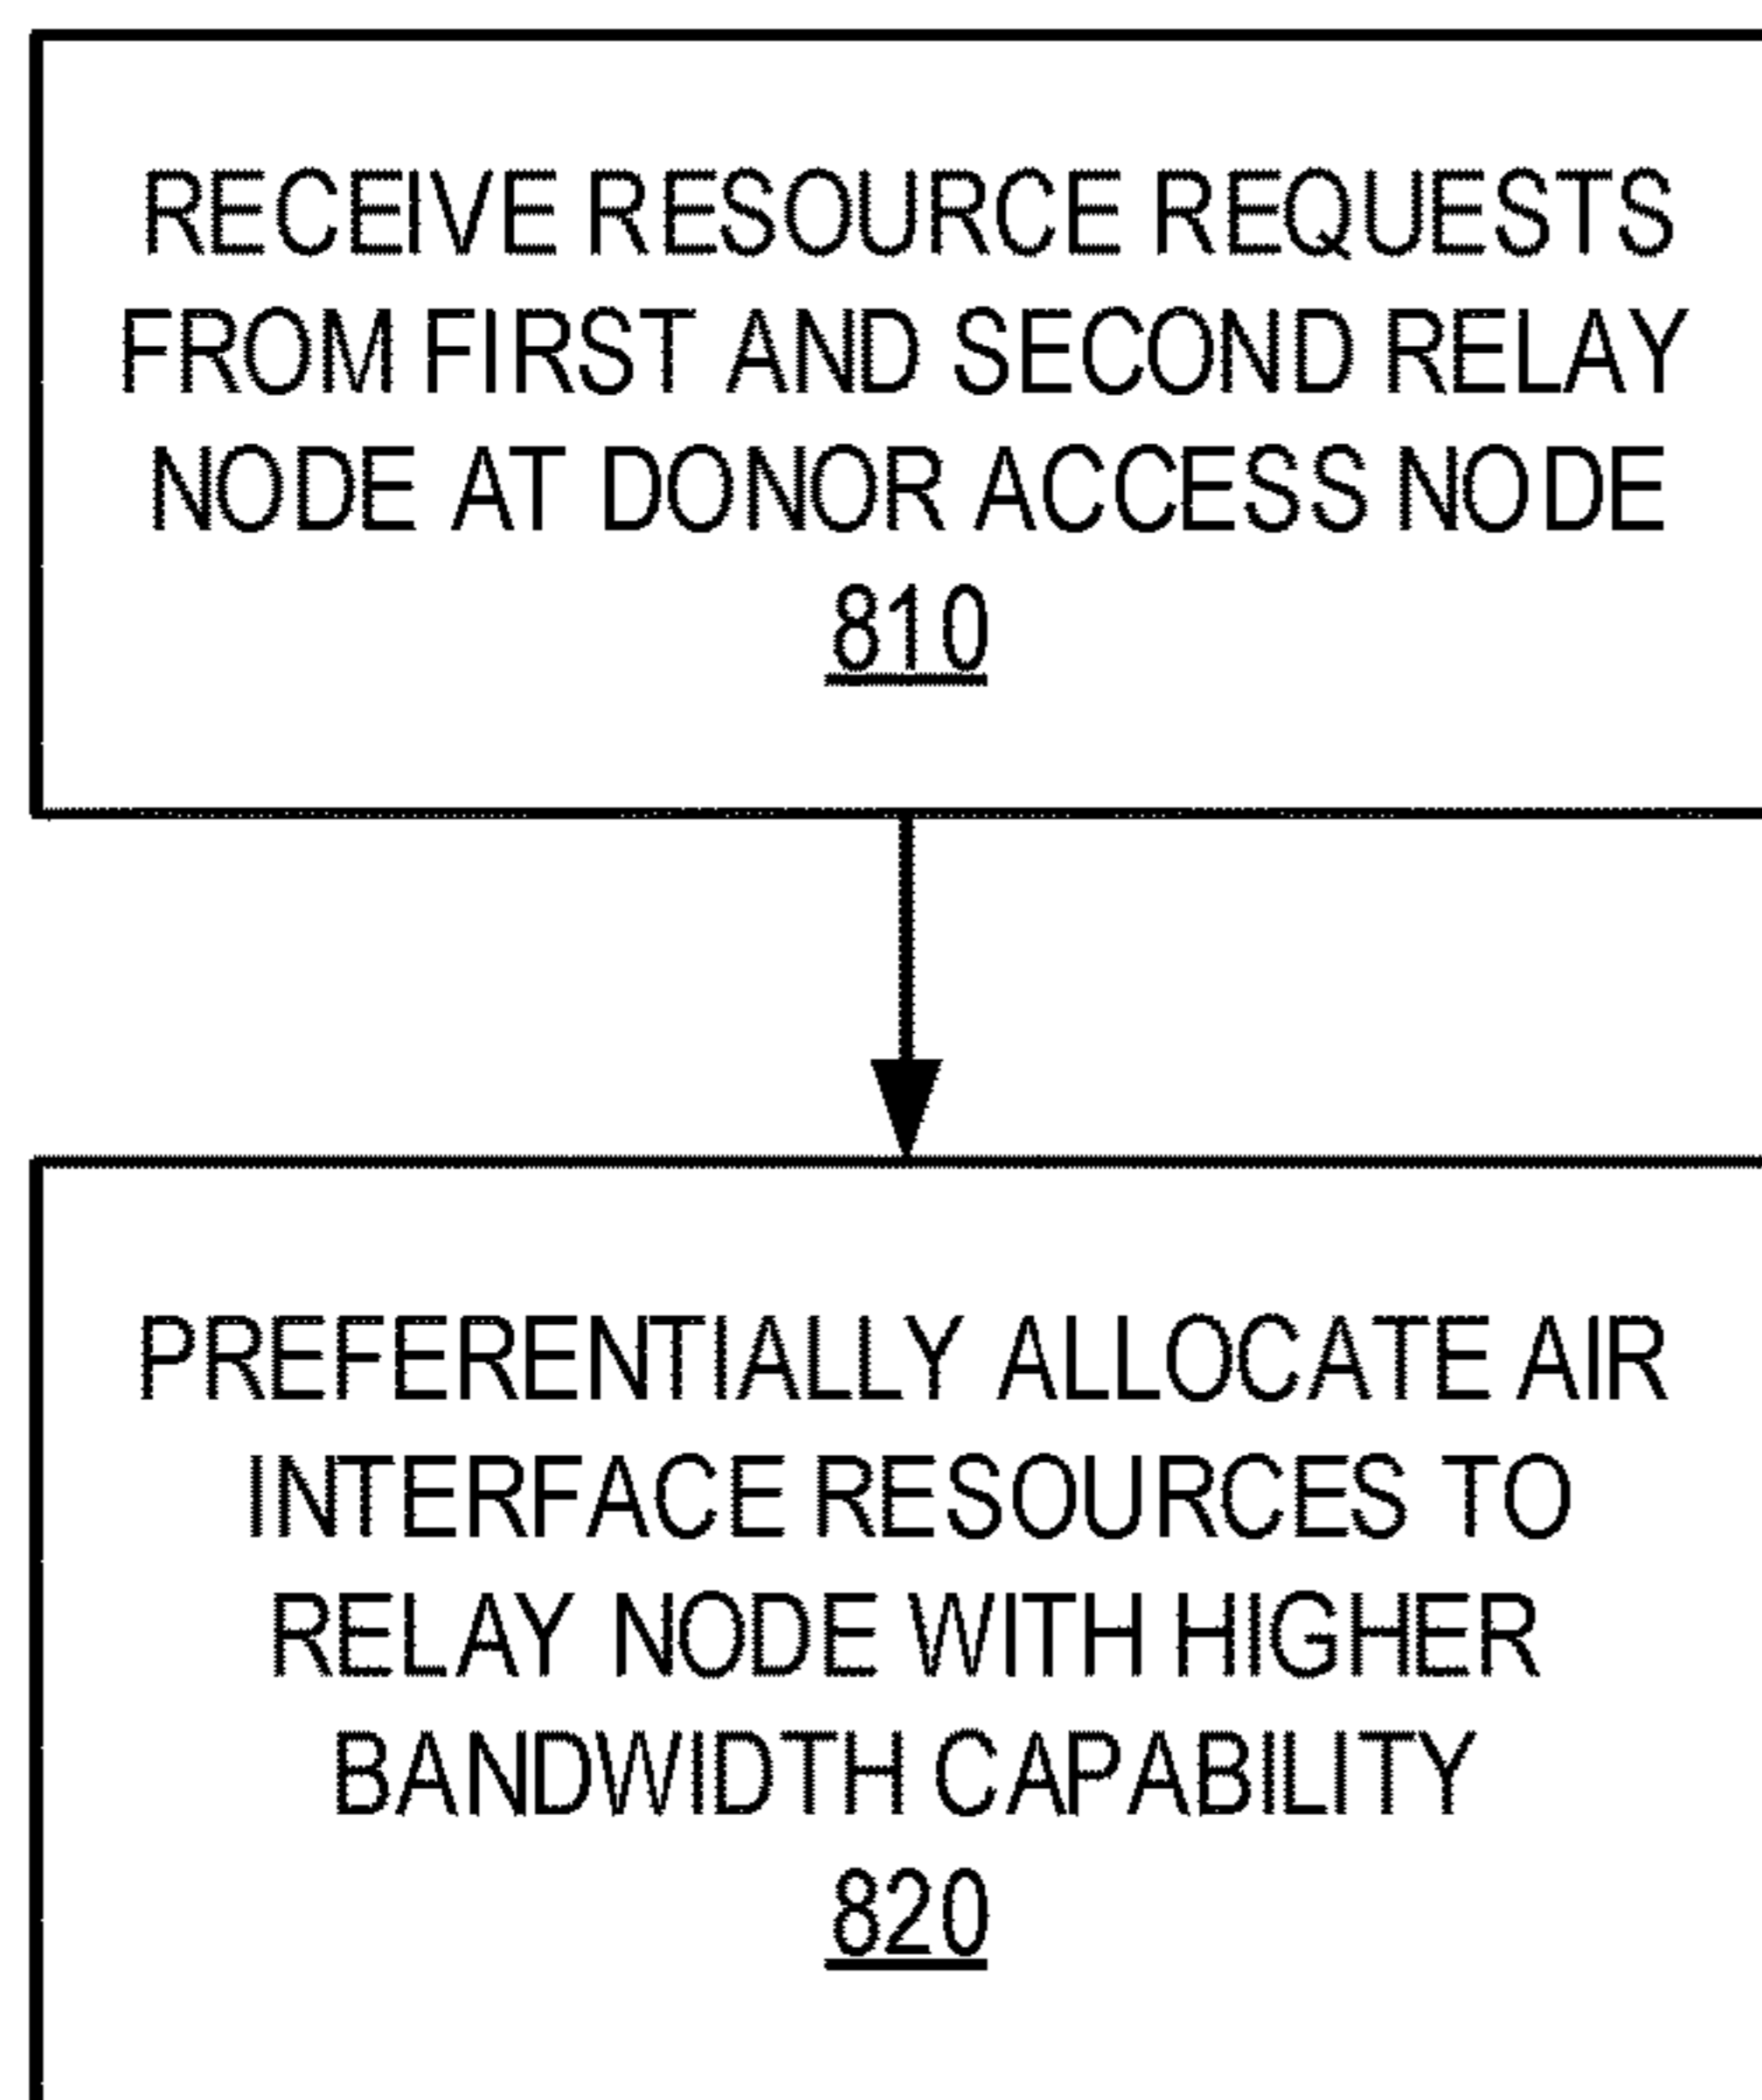 RECEIVE RESOURCE REQUESTS
FROM FIRST AND SECOND RELAY
NODE AT DONOR ACCESS NODE
810
PREFERENTIALLY ALLOCATE AIR
INTERFACE RESOURCES TO
RELAY NODE WITH HIGHER
BANDWIDTH CAPABILITY
820